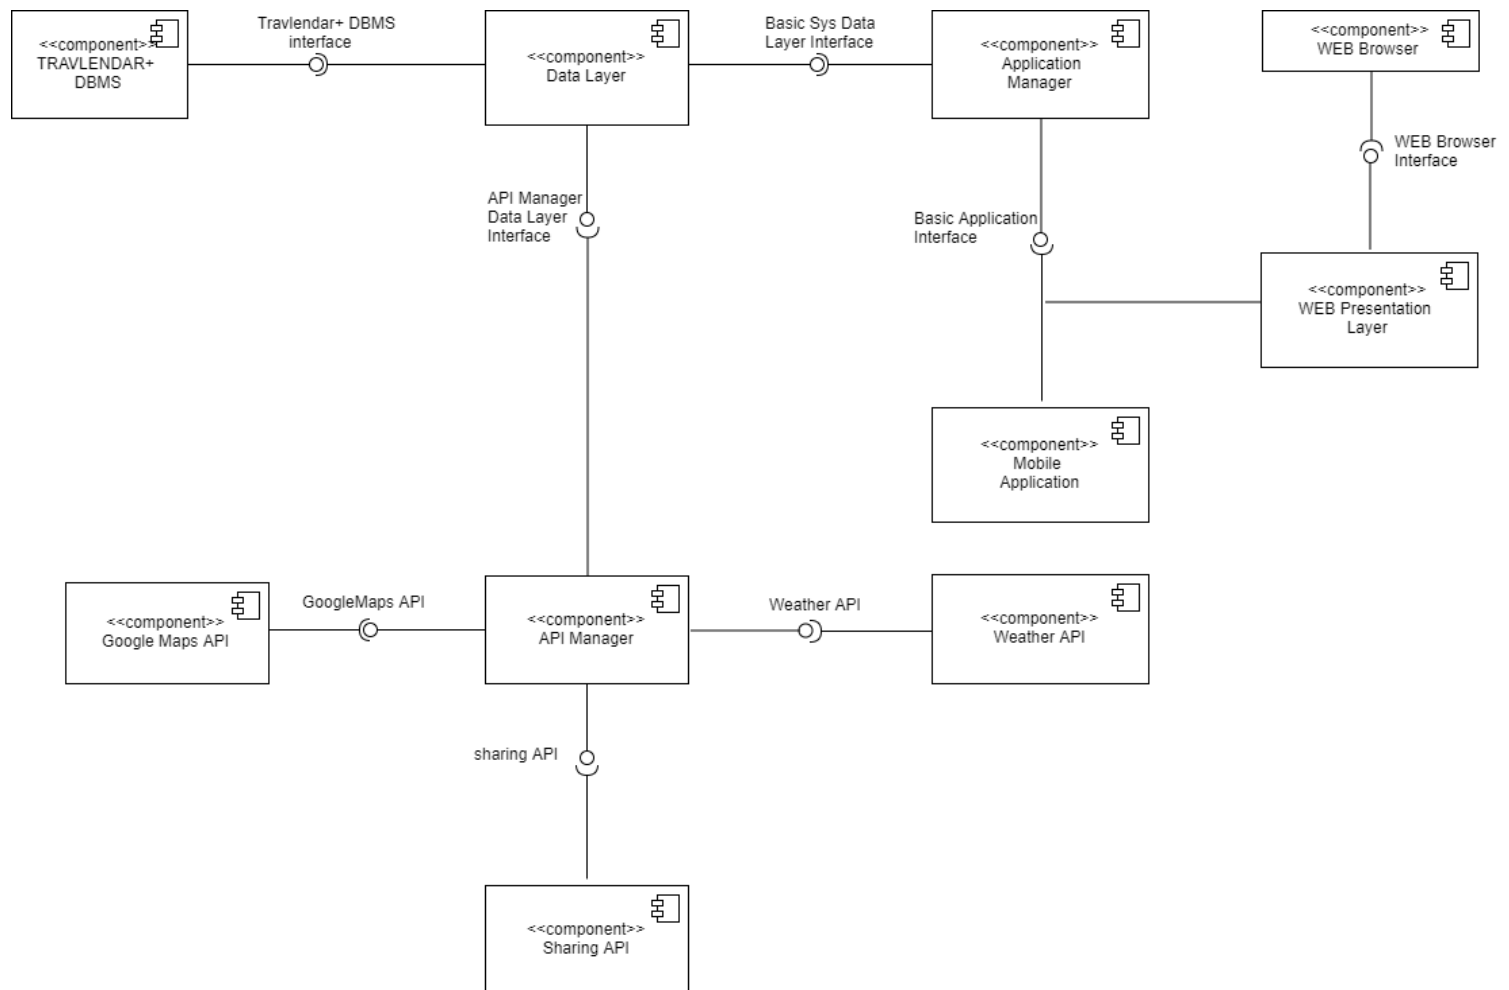 <<component>>
TRAVLENDAR+
DBMS
Travlendar+ DBMS
interface
<<component>>
Data Layer
Basic Sys Data
Layer Interface
<<component>>
Application
Manager
<<component>>
WEB Browser
WEB Browser
Interface
API Manager
Data Layer
Interface
Basic Application
Interface
<<component>>
WEB Presentation
Layer
<<component>>
Mobile
Application
<<component>>
Google Maps API
GoogleMaps API
<<component>>
API Manager
Weather API
<<component>>
Weather API
sharing API
<<component>>
Sharing API